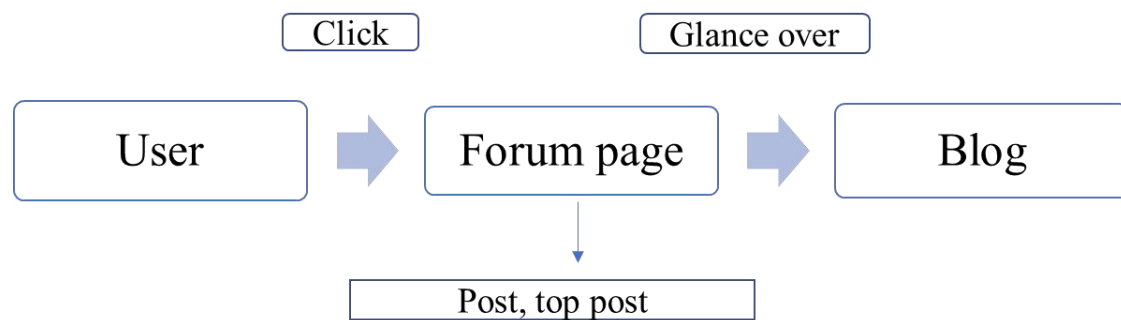 Click
Glance over
User
Forum page
Blog
Post, top post